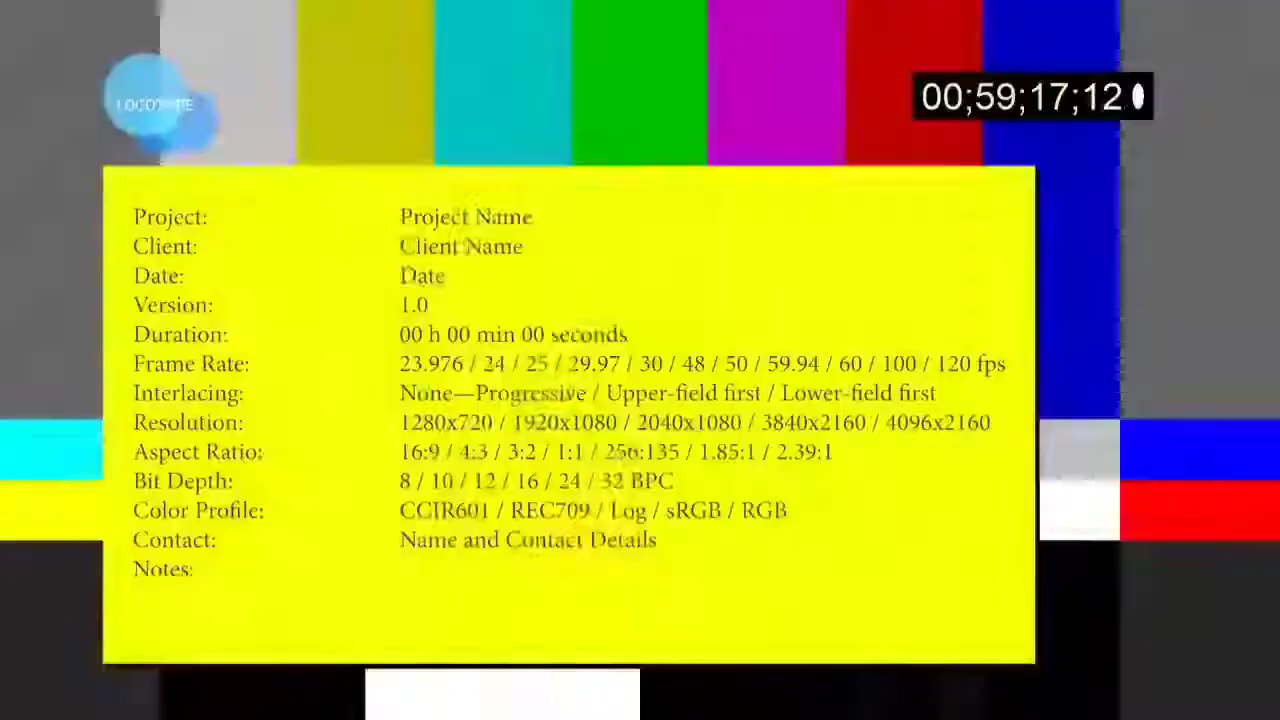 LOGOTYPE
00;59;17;12
Project: Project Name
Client: Client Name
Date: Date
Version: 1.0
Duration: 00 h 00 min 00 seconds
Frame Rate: 23.976 / 24 / 25 / 29.97 / 30 / 48 / 50 / 59.94 / 60 / 100 / 120 fps
Interlacing: None—Progressive / Upper-field first / Lower-field first
Resolution: 1280x720 / 1920x1080 / 2040x1080 / 3840x2160 / 4096x2160
Aspect Ratio: 16:9 / 4:3 / 3:2 / 1:1 / 256:135 / 1.85:1 / 2.39:1
Bit Depth: 8 / 10 / 12 / 16 / 24 / 32 BPC
Color Profile: CCIR601 / REC709 / Log / sRGB / RGB
Contact: Name and Contact Details
Notes: